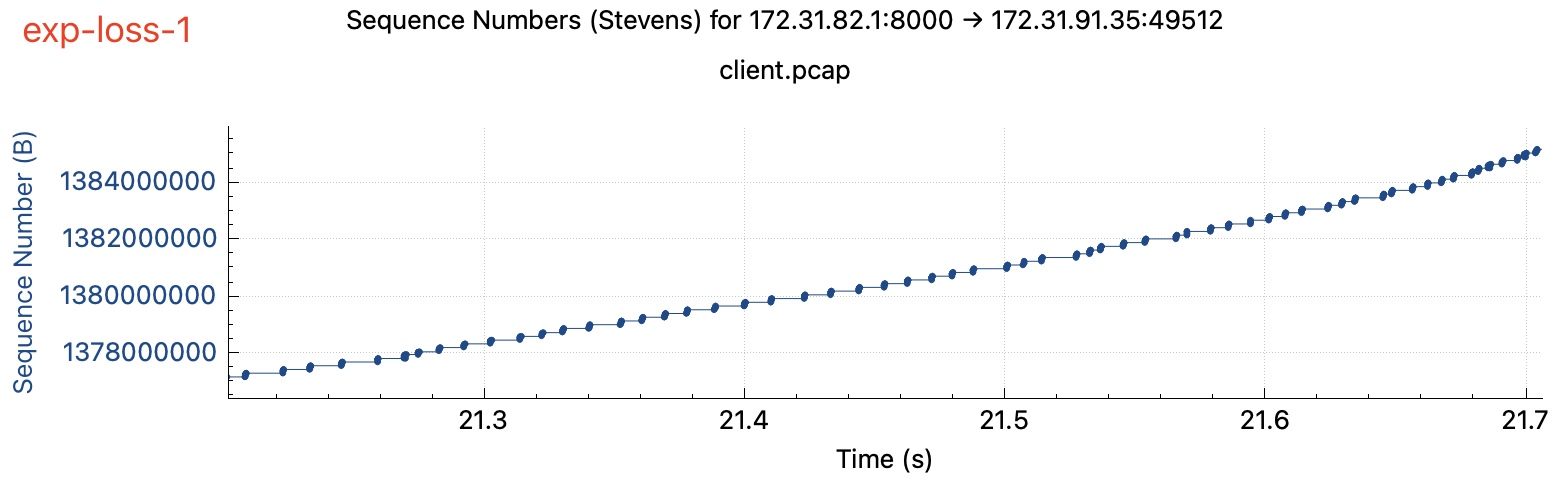 exp-loss-1
Sequence Numbers (Stevens) for 172.31.82.1:8000 → 172.31.91.35:49512
client.pcap
Sequence Number (B)
1384000000
1382000000
1380000000
1378000000
21.3 21.4 21.5 21.6 21.7
Time (s)